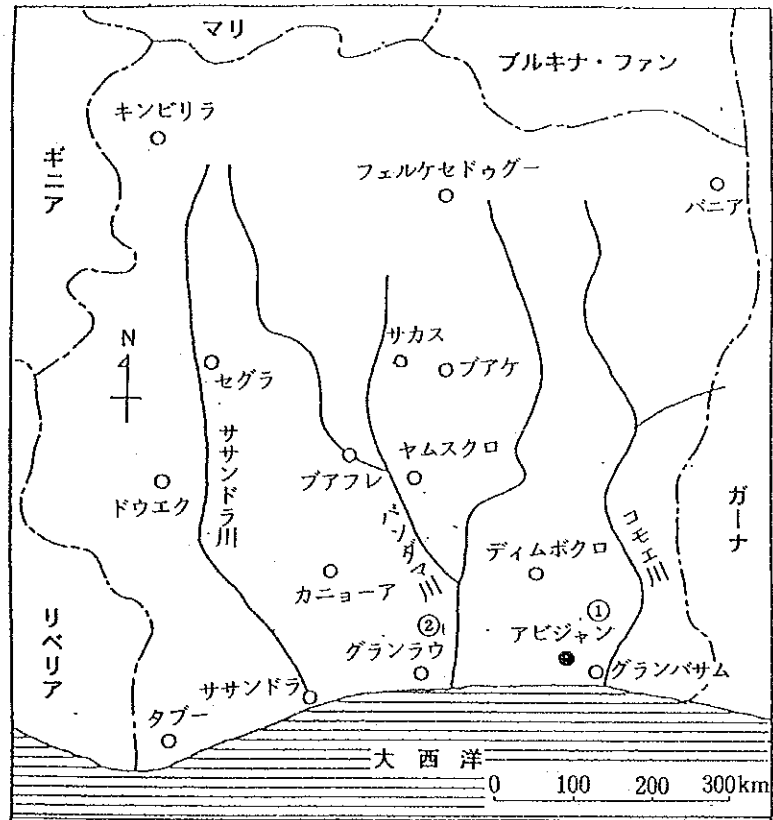 マリ
ブルキナ・ファン
キンビリラ
ギニア
フェルケセドゥグー
バニア
N
サカス
ブアケ
セグラ
ササンドラ川
ヤムスクロ
ブアフレ
ドウエク
バンダマ川
ガーナ
コモエ川
ディムボクロ
カニョーア
①
②
リベリア
アビジャン
グランラウ
グランバサム
ササンドラ
タブー
大西洋
0 100 200 300km